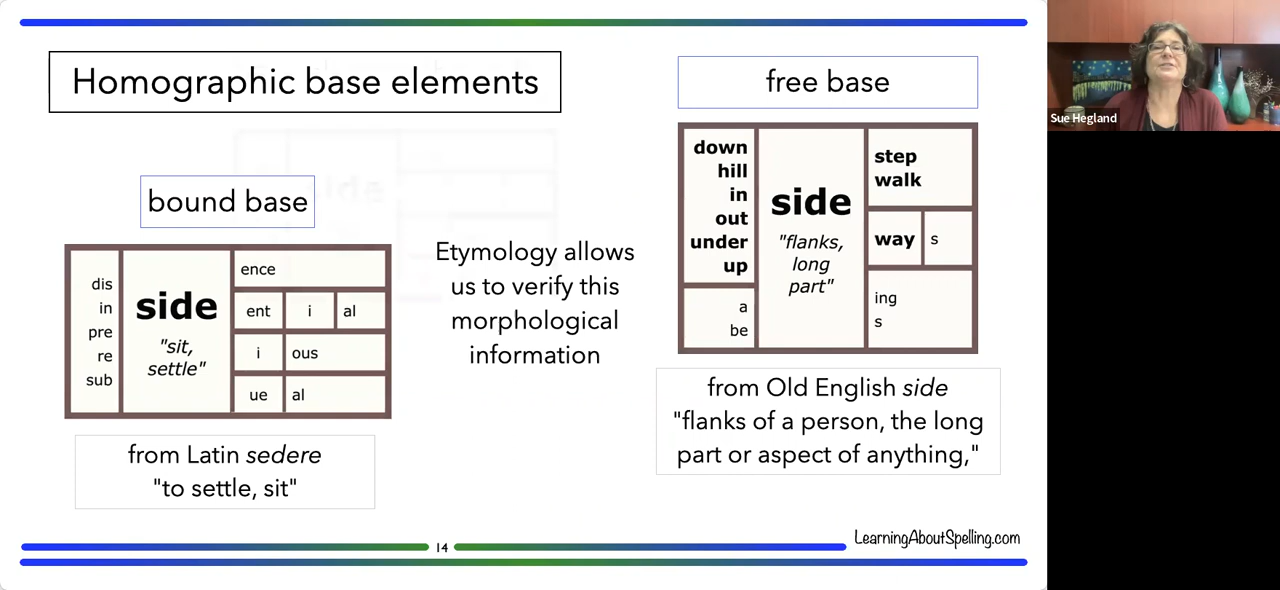 Homographic base elements
bound base
dis
in
pre
re
sub
side
"sit,
settle"
ence
ent i al
i ous
ue al
from Latin sedere
"to settle, sit"
Etymology allows
us to verify this
morphological
information
free base
down
hill
in
out
under
up
a
be
side
"flanks,
long
part"
step
walk
way s
ing
s
from Old English side
"flanks of a person, the long
part or aspect of anything,"
14
LearningAboutSpelling.com
Sue Hegland